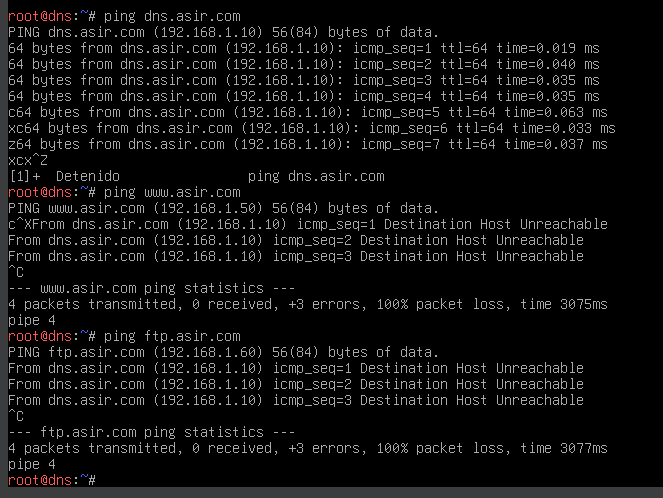 root@dns:~# ping dns.asir.com
PING dns.asir.com (192.168.1.10) 56(84) bytes of data.
64 bytes from dns.asir.com (192.168.1.10): icmp_seq=1 ttl=64 time=0.019 ms
64 bytes from dns.asir.com (192.168.1.10): icmp_seq=2 ttl=64 time=0.040 ms
64 bytes from dns.asir.com (192.168.1.10): icmp_seq=3 ttl=64 time=0.035 ms
64 bytes from dns.asir.com (192.168.1.10): icmp_seq=4 ttl=64 time=0.035 ms
c64 bytes from dns.asir.com (192.168.1.10): icmp_seq=5 ttl=64 time=0.063 ms
xc64 bytes from dns.asir.com (192.168.1.10): icmp_seq=6 ttl=64 time=0.033 ms
z64 bytes from dns.asir.com (192.168.1.10): icmp_seq=7 ttl=64 time=0.037 ms
xcx^Z
[1]+  Detenido                ping dns.asir.com
root@dns:~# ping www.asir.com
PING www.asir.com (192.168.1.50) 56(84) bytes of data.
c^XFrom dns.asir.com (192.168.1.10) icmp_seq=1 Destination Host Unreachable
From dns.asir.com (192.168.1.10) icmp_seq=2 Destination Host Unreachable
From dns.asir.com (192.168.1.10) icmp_seq=3 Destination Host Unreachable
^C
--- www.asir.com ping statistics ---
4 packets transmitted, 0 received, +3 errors, 100% packet loss, time 3075ms
pipe 4
root@dns:~# ping ftp.asir.com
PING ftp.asir.com (192.168.1.60) 56(84) bytes of data.
From dns.asir.com (192.168.1.10) icmp_seq=1 Destination Host Unreachable
From dns.asir.com (192.168.1.10) icmp_seq=2 Destination Host Unreachable
From dns.asir.com (192.168.1.10) icmp_seq=3 Destination Host Unreachable
^C
--- ftp.asir.com ping statistics ---
4 packets transmitted, 0 received, +3 errors, 100% packet loss, time 3077ms
pipe 4
root@dns:~#